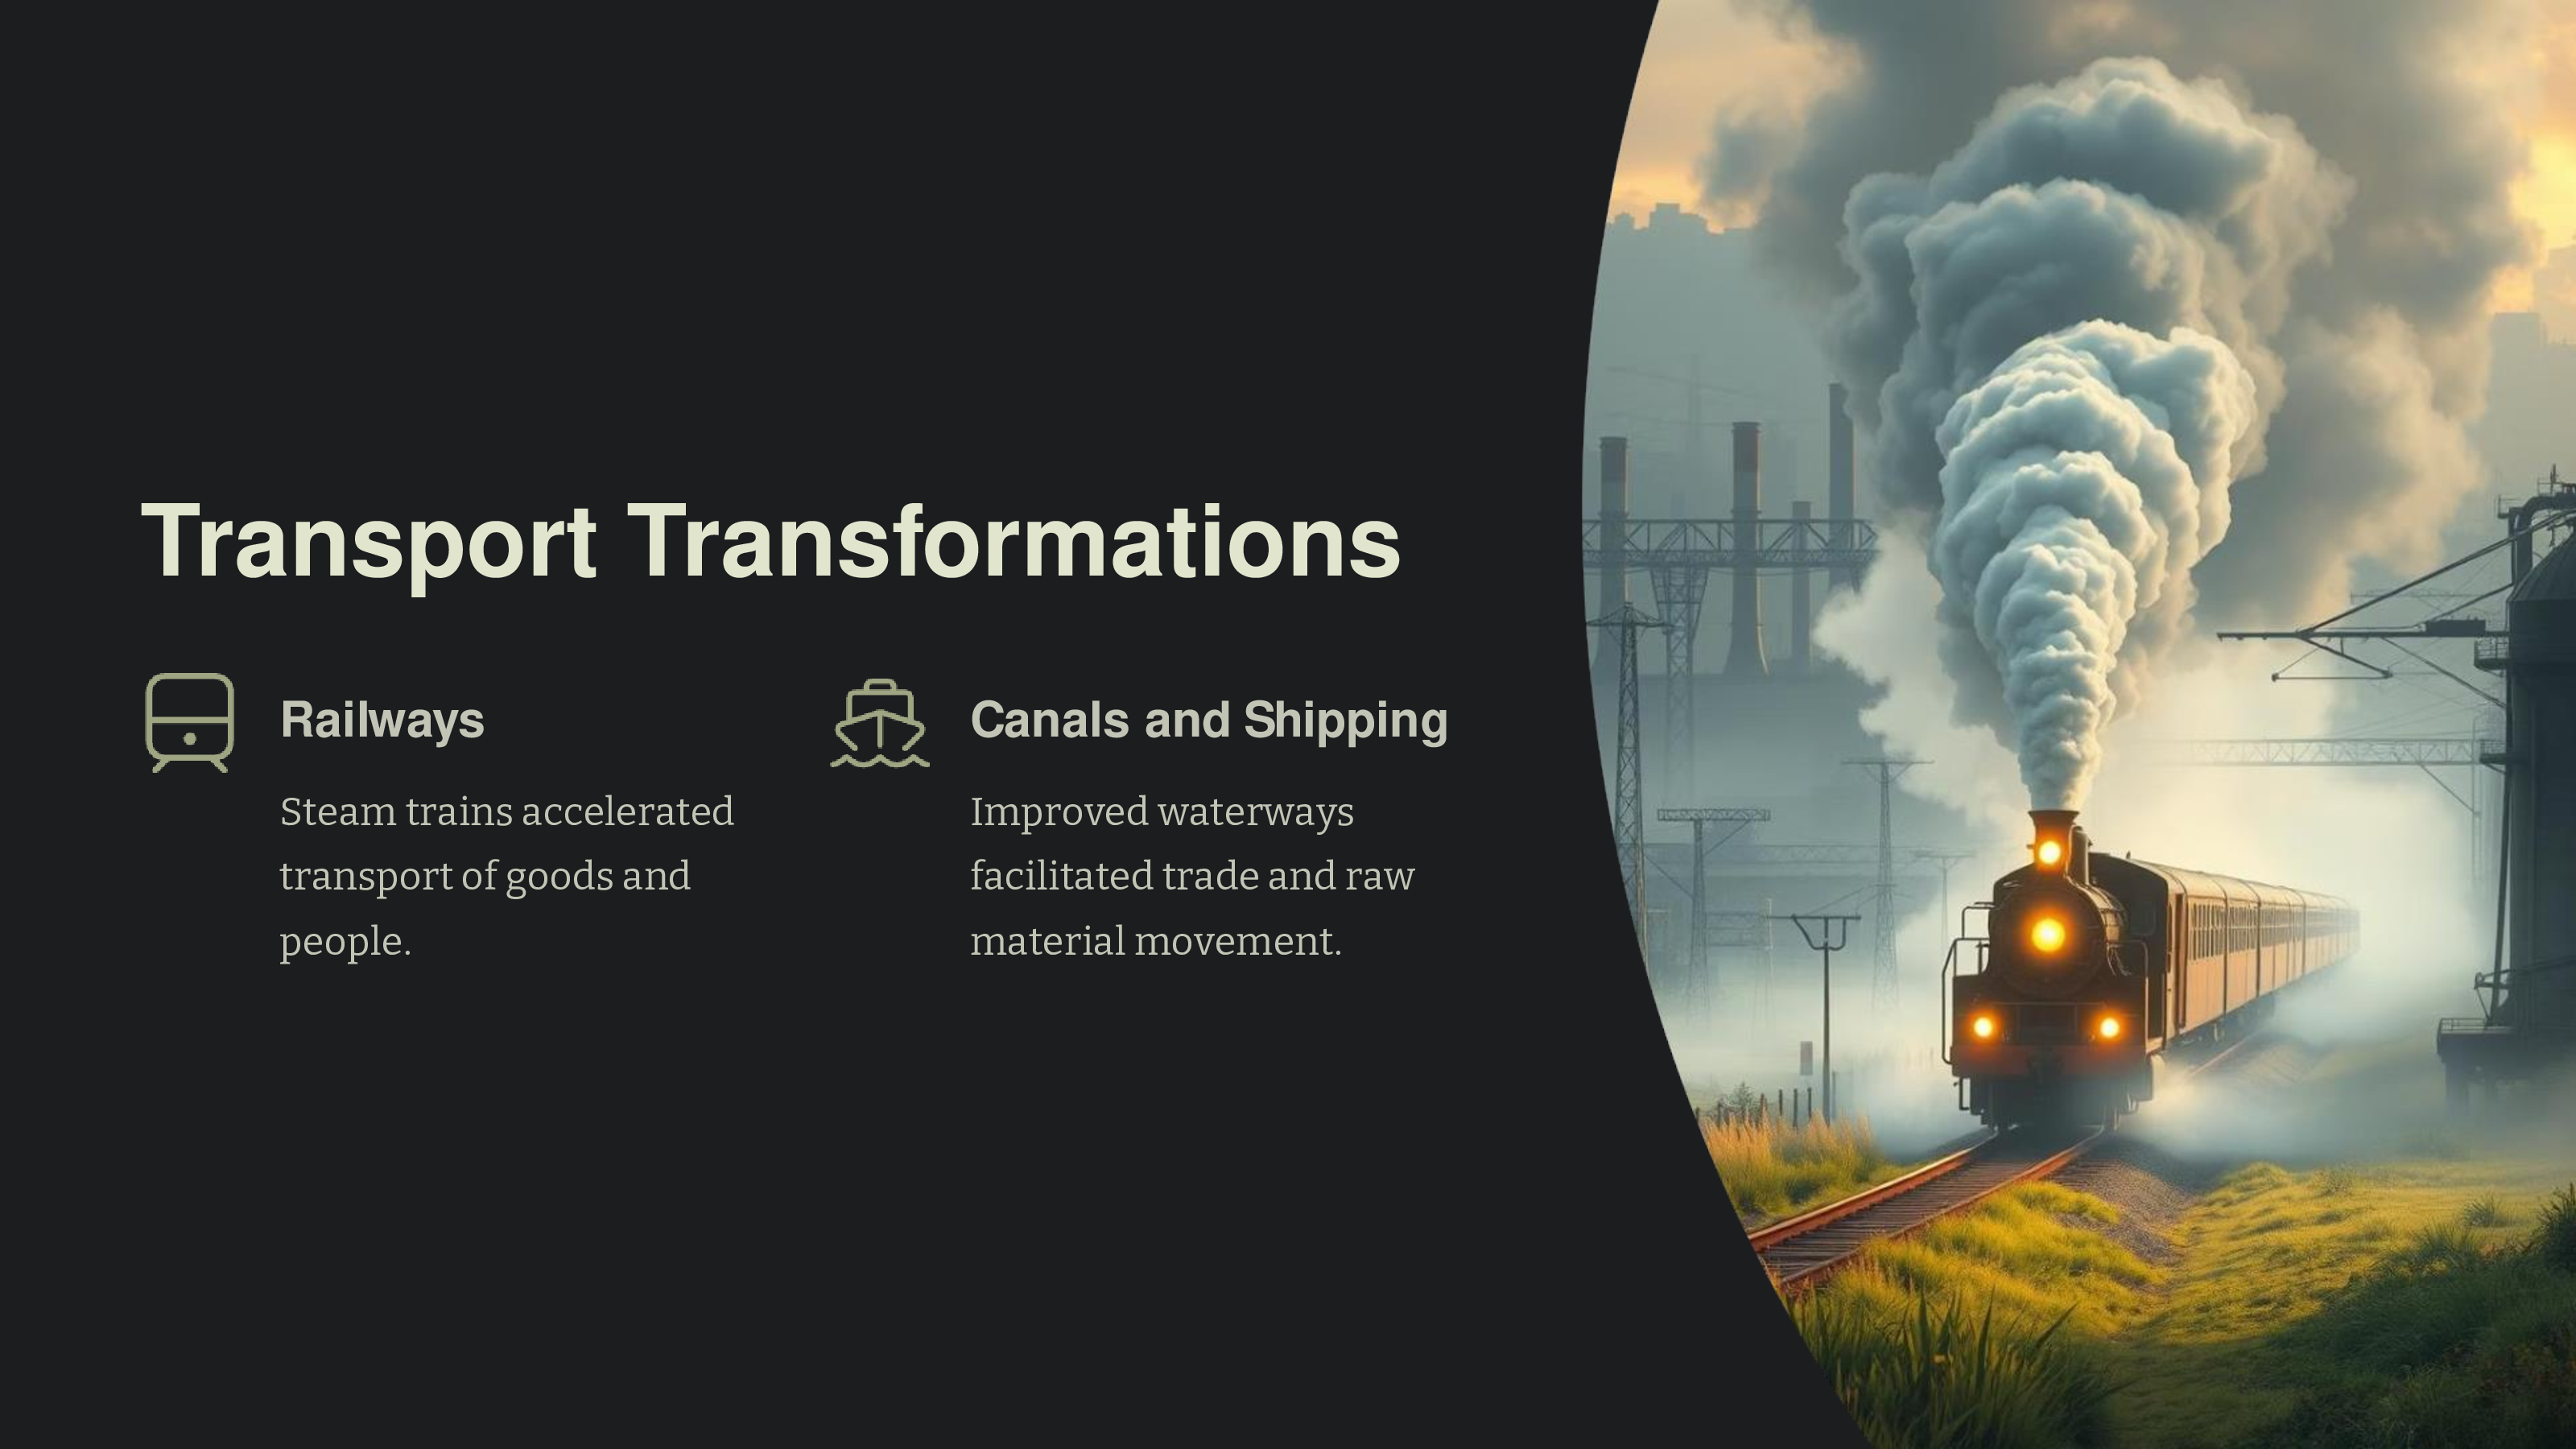 Transport Transformations
Railways
Steam trains accelerated
transport of goods and
people.
Canals and Shipping
Improved waterways
facilitated trade and raw
material movement.